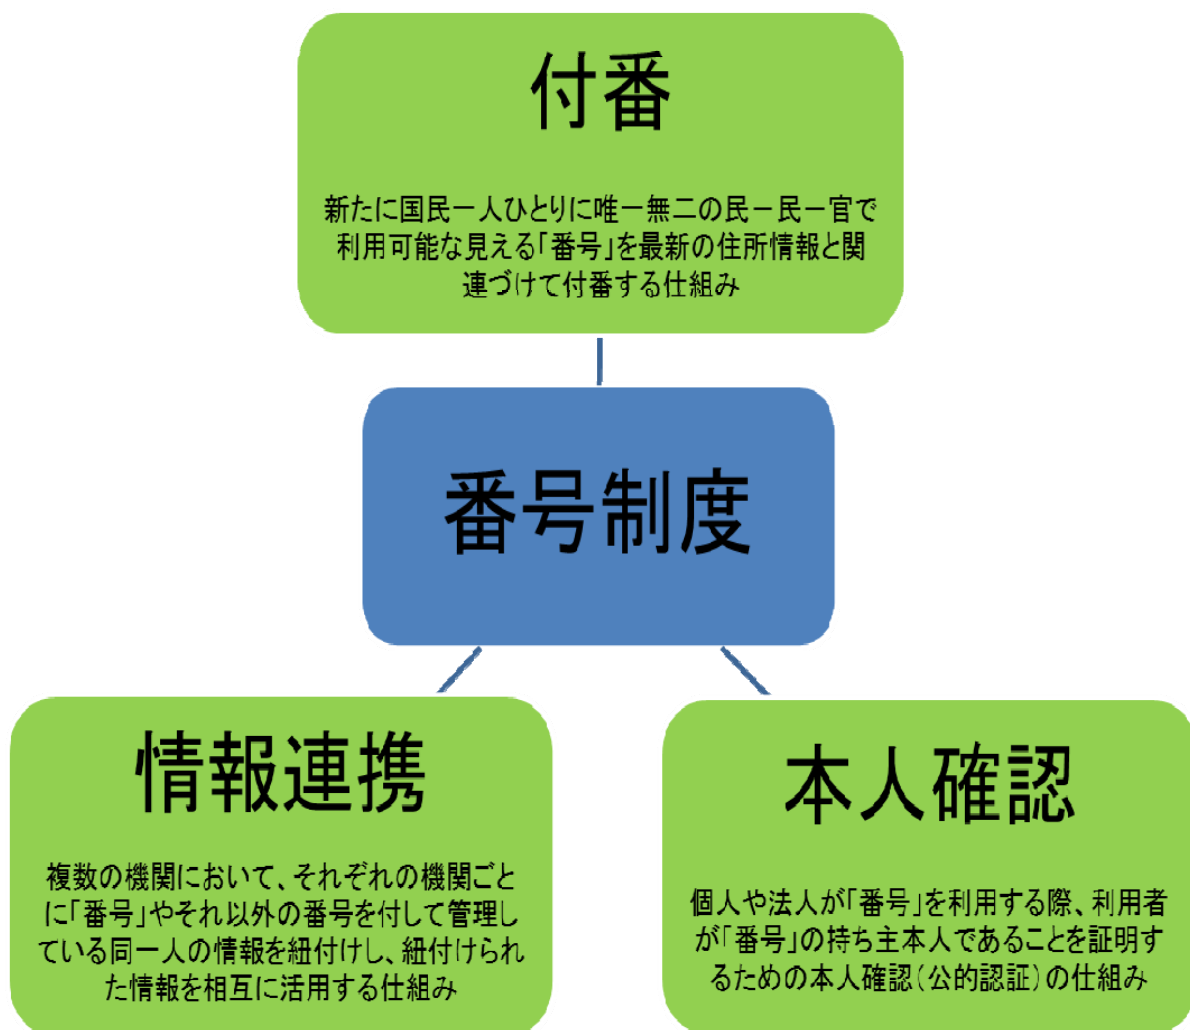 付番
新たに国民一人ひとりに唯一無二の民－民－官で
利用可能な見える「番号」を最新の住所情報と関
連づけて付番する仕組み
番号制度
情報連携
複数の機関において、それぞれの機関ごと
に「番号」やそれ以外の番号を付して管理し
ている同一人の情報を紐付けし、紐付けられ
た情報を相互に活用する仕組み
本人確認
個人や法人が「番号」を利用する際、利用者
が「番号」の持ち主本人であることを証明す
るための本人確認（公的認証）の仕組み